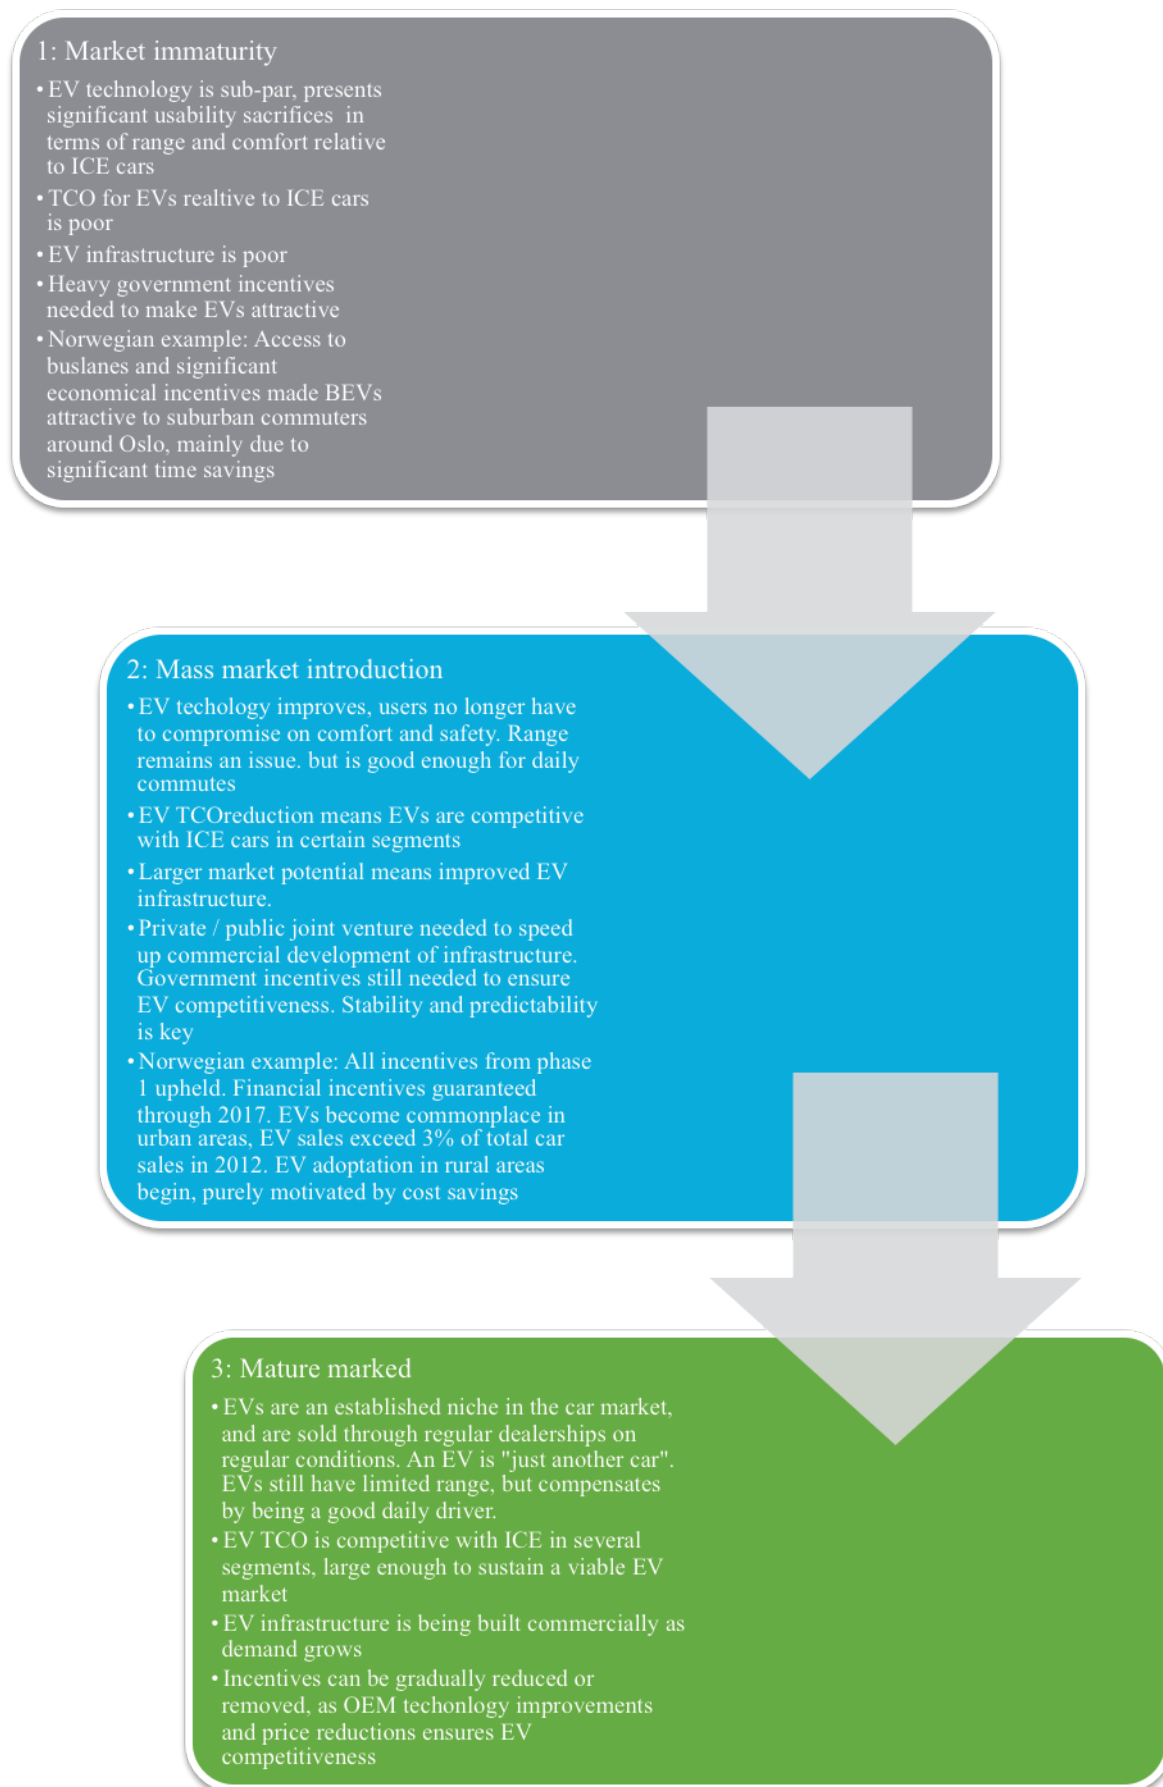 1: Market immaturity
• EV technology is sub-par, presents
significant usability sacrifices in
terms of range and comfort relative
to ICE cars
• TCO for EVs realtive to ICE cars
is poor
• EV infrastructure is poor
• Heavy government incentives
needed to make EVs attractive
• Norwegian example: Access to
buslanes and significant
economical incentives made BEVs
attractive to suburban commuters
around Oslo, mainly due to
significant time savings
2: Mass market introduction
• EV techology improves, users no longer have
to compromise on comfort and safety. Range
remains an issue. but is good enough for daily
commutes
• EV TCOreduction means EVs are competitive
with ICE cars in certain segments
• Larger market potential means improved EV
infrastructure.
• Private / public joint venture needed to speed
up commercial development of infrastructure.
Government incentives still needed to ensure
EV competitiveness. Stability and predictability
is key
• Norwegian example: All incentives from phase
1 upheld. Financial incentives guaranteed
through 2017. EVs become commonplace in
urban areas, EV sales exceed 3% of total car
sales in 2012. EV adoptation in rural areas
begin, purely motivated by cost savings
3: Mature marked
• EVs are an established niche in the car market,
and are sold through regular dealerships on
regular conditions. An EV is "just another car".
EVs still have limited range, but compensates
by being a good daily driver.
• EV TCO is competitive with ICE in several
segments, large enough to sustain a viable EV
market
• EV infrastructure is being built commercially as
demand grows
• Incentives can be gradually reduced or
removed, as OEM techonlogy improvements
and price reductions ensures EV
competitiveness